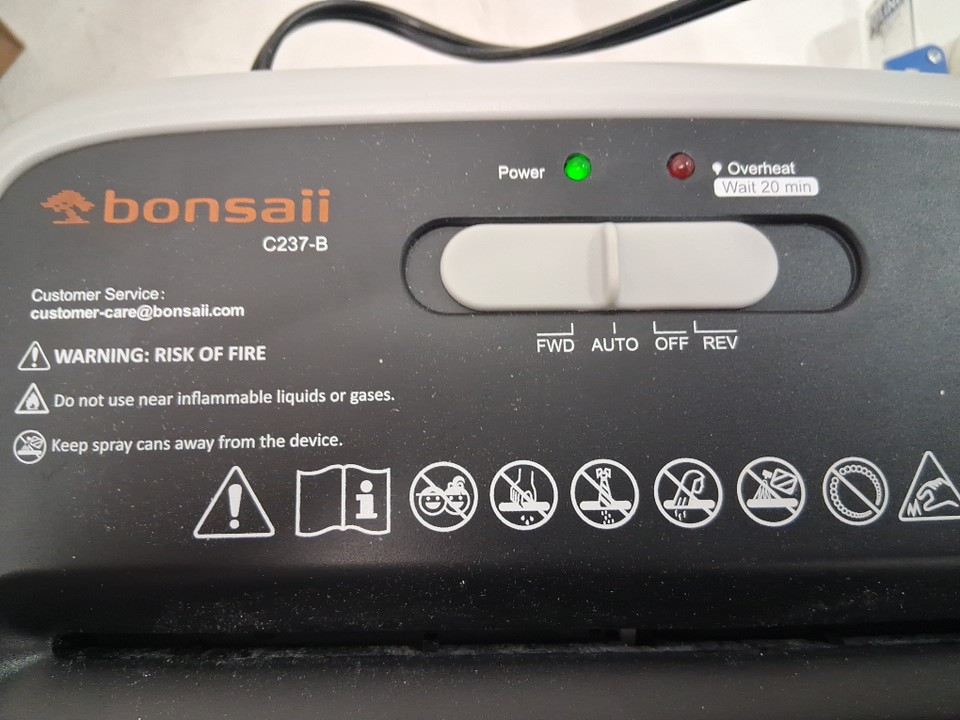 Power
Overheat
Wait 20 min
bonsaii
C237-B
FWD AUTO OFF REV
Customer Service:
customer-care@bonsaii.com
WARNING: RISK OF FIRE
Do not use near inflammable liquids or gases.
Keep spray cans away from the device.